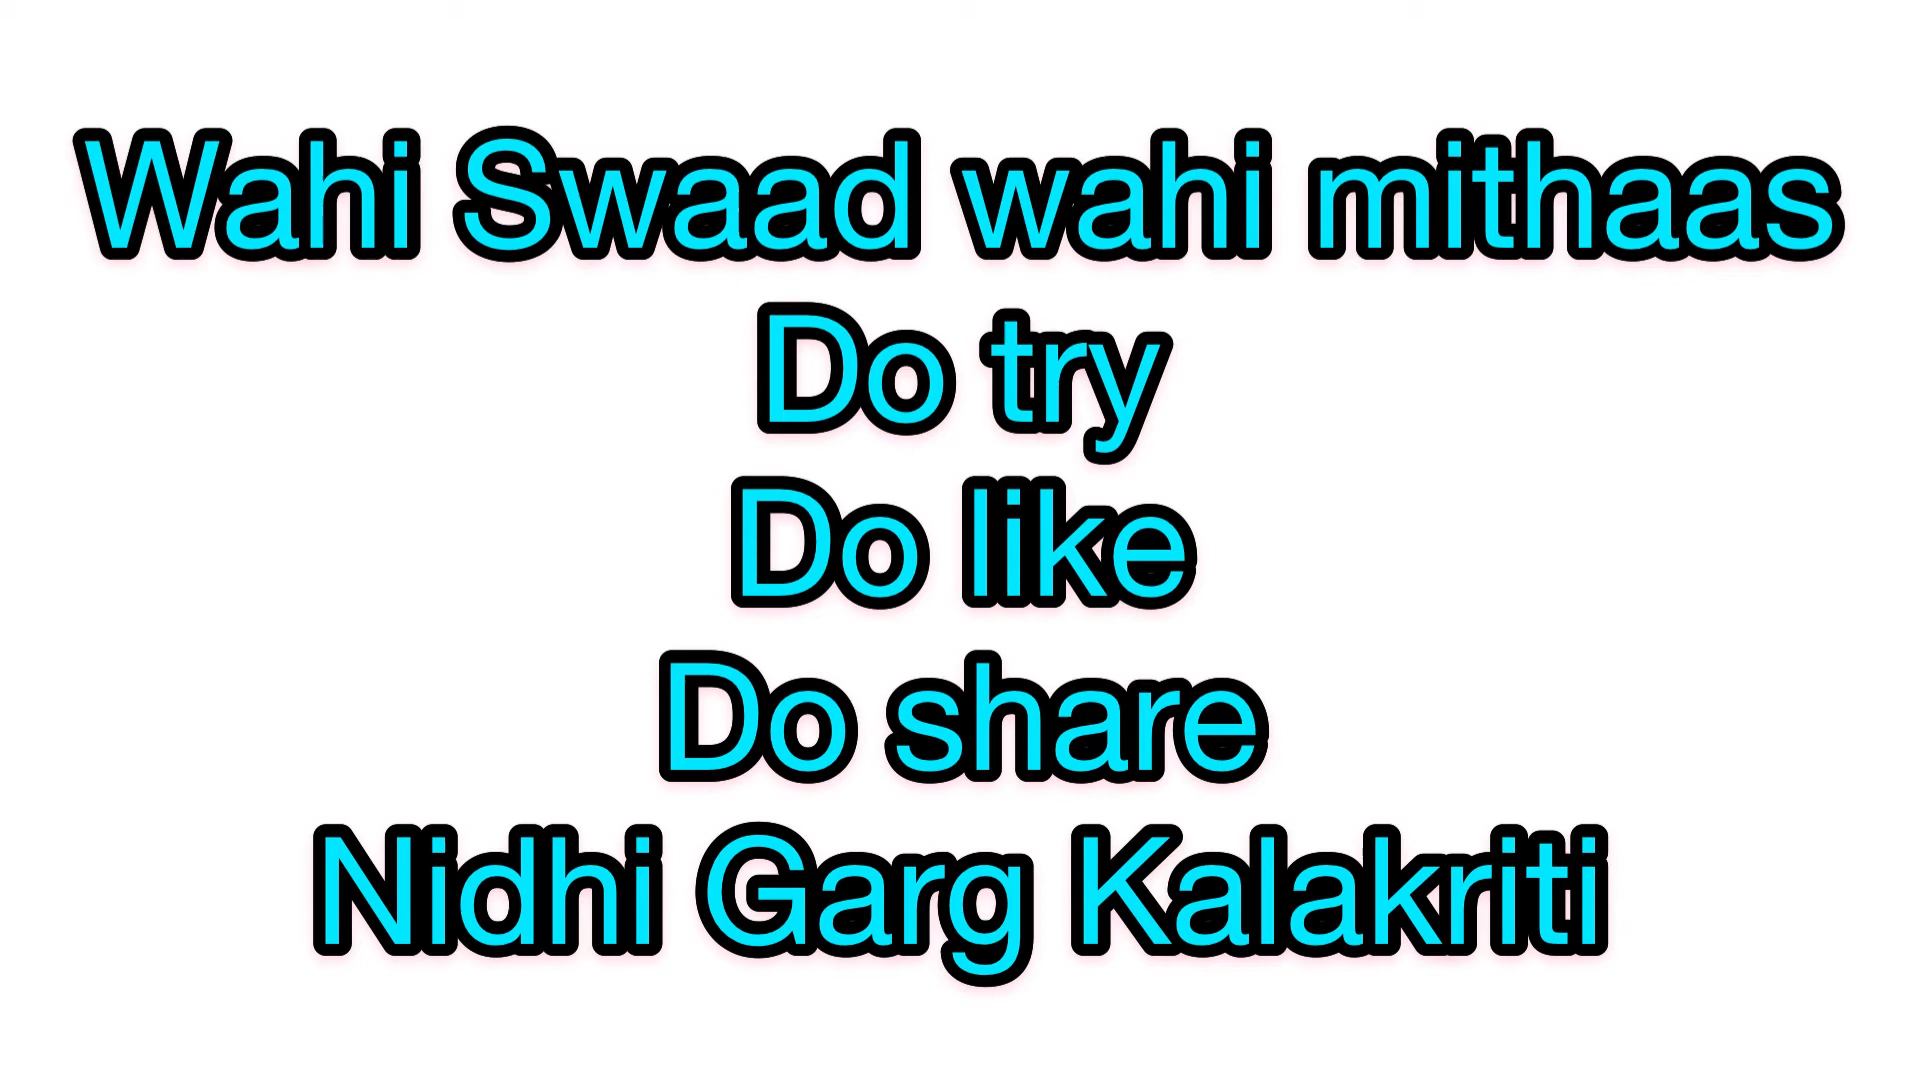 Wahi Swaad wahi mithaas
Do try
Do like
Do share
Nidhi Garg Kalakriti